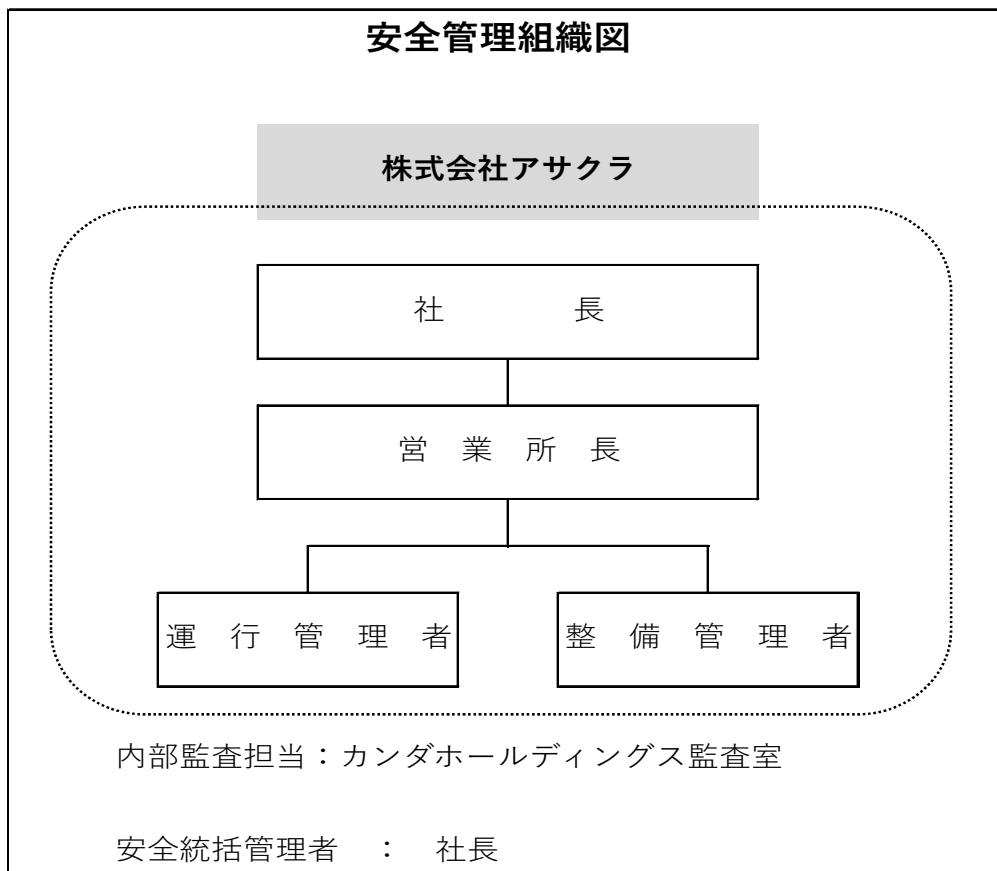 安全管理組織図
株式会社アサクラ
社　　　長
営　業　所　長
運　行　管　理　者
整　備　管　理　者
内部監査担当：カンダホールディングス監査室
安全統括管理者　：　社長